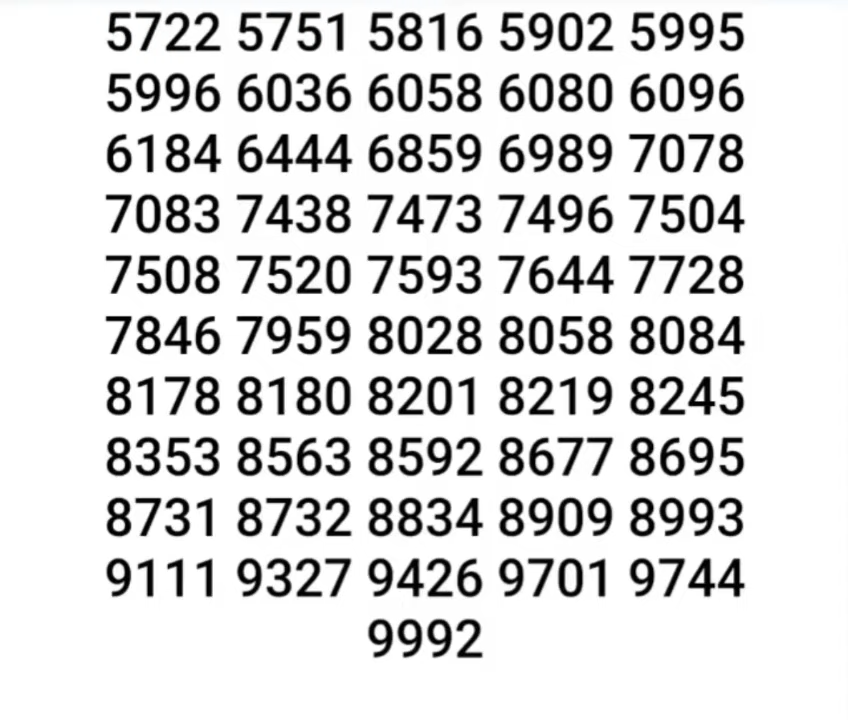 5722 5751 5816 5902 5995
5996 6036 6058 6080 6096
6184 6444 6859 6989 7078
7083 7438 7473 7496 7504
7508 7520 7593 7644 7728
7846 7959 8028 8058 8084
8178 8180 8201 8219 8245
8353 8563 8592 8677 8695
8731 8732 8834 8909 8993
9111 9327 9426 9701 9744
9992